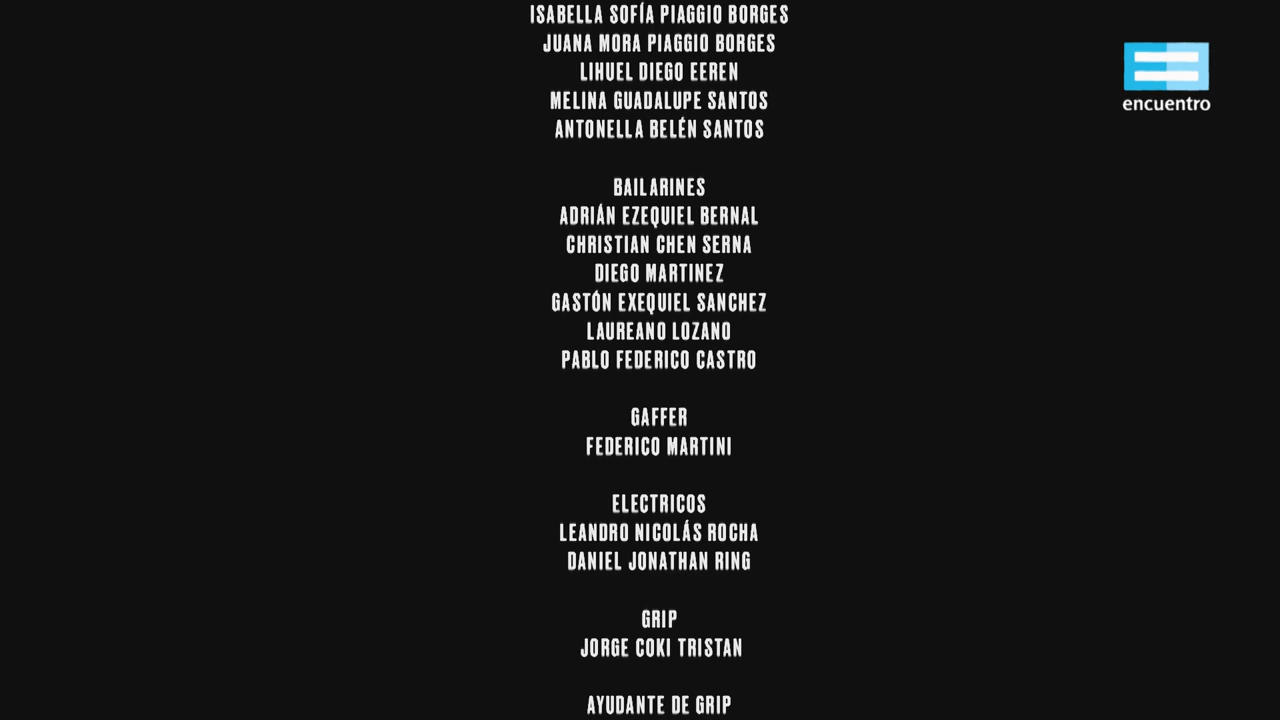 ISABELLA SOFÍA PIAGGIO BORGES
JUANA MORA PIAGGIO BORGES
LIHUEL DIEGO EEREN
MELINA GUADALUPE SANTOS
ANTONELLA BELÉN SANTOS
BAILARINES
ADRIÁN EZEQUIEL BERNAL
CHRISTIAN CHEN SERNA
DIEGO MARTINEZ
GASTÓN EXEQUIEL SANCHEZ
LAUREANO LOZANO
PABLO FEDERICO CASTRO
GAFFER
FEDERICO MARTINI
ELECTRICOS
LEANDRO NICOLÁS ROCHA
DANIEL JONATHAN RING
GRIP
JORGE COKI TRISTAN
AYUDANTE DE GRIP
encuentro